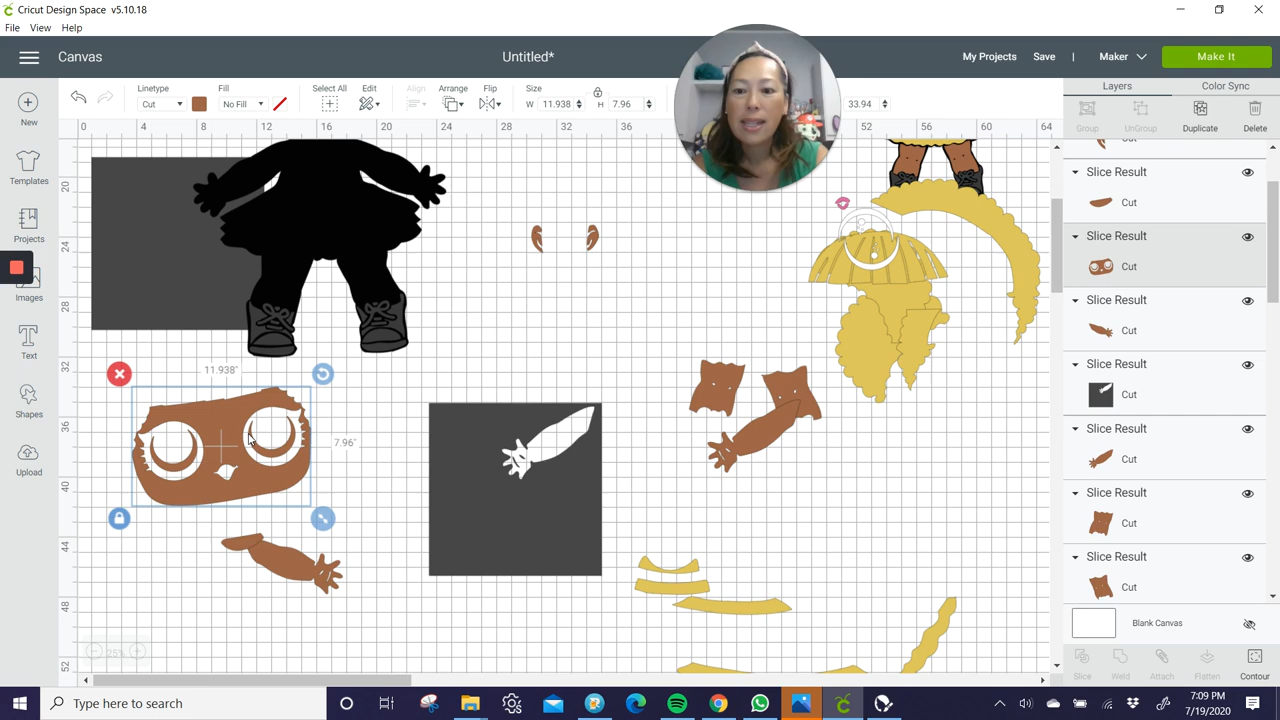 Cricut Design Space v5.10.18
File View Help
Canvas
Untitled*
My Projects Save | Maker Make It
Linetype Fill Select All Edit Align Arrange Flip Size
Cut No Fill W 11.938 H 7.96 33.94
Layers Color Sync
Group UnGroup Duplicate Delete
New
Templates
Projects
Images
Text
Shapes
Upload
0 4 8 12 16 20 24 28 32 36 52 56 60 64
20
24
28
32
36
40
44
48
52
11.938"
7.96"
25%
Cut
Slice Result
Cut
Slice Result
Cut
Slice Result
Cut
Slice Result
Cut
Slice Result
Cut
Slice Result
Cut
Slice Result
Cut
Blank Canvas
Slice Weld Attach Flatten Contour
Type here to search
7:09 PM
7/19/2020